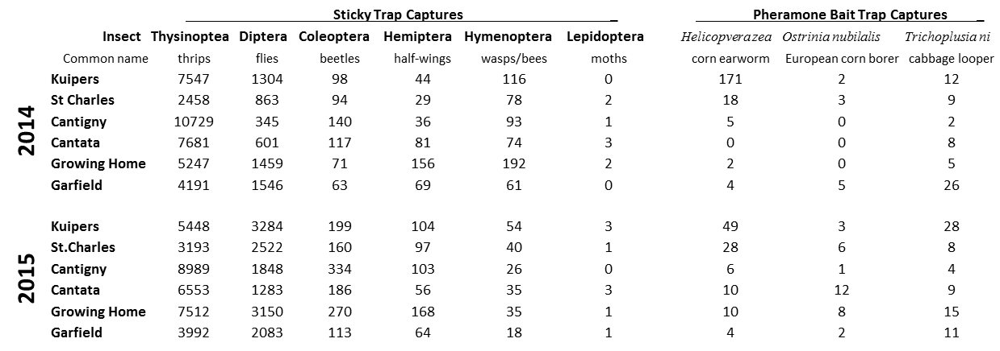 Sticky Trap Captures _ Pheramone Bait Trap Captures _
Insect Thysinoptea Diptera Coleoptera Hemiptera Hymenoptera Lepidoptera Helicopverazea Ostrinia nubilalis Trichoplusia ni
Common name thrips flies beetles half-wings wasps/bees moths corn earworm European corn borer cabbage looper
2014
Kuipers 7547 1304 98 44 116 0 171 2 12
St Charles 2458 863 94 29 78 2 18 3 9
Cantigny 10729 345 140 36 93 1 5 0 2
Cantata 7681 601 117 81 74 3 0 0 8
Growing Home 5247 1459 71 156 192 2 2 0 5
Garfield 4191 1546 63 69 61 0 4 5 26
2015
Kuipers 5448 3284 199 104 54 3 49 3 28
St.Charles 3193 2522 160 97 40 1 28 6 8
Cantigny 8989 1848 334 103 26 0 6 1 4
Cantata 6553 1283 186 56 35 3 10 12 9
Growing Home 7512 3150 270 168 35 1 10 8 15
Garfield 3992 2083 113 64 18 1 4 2 11